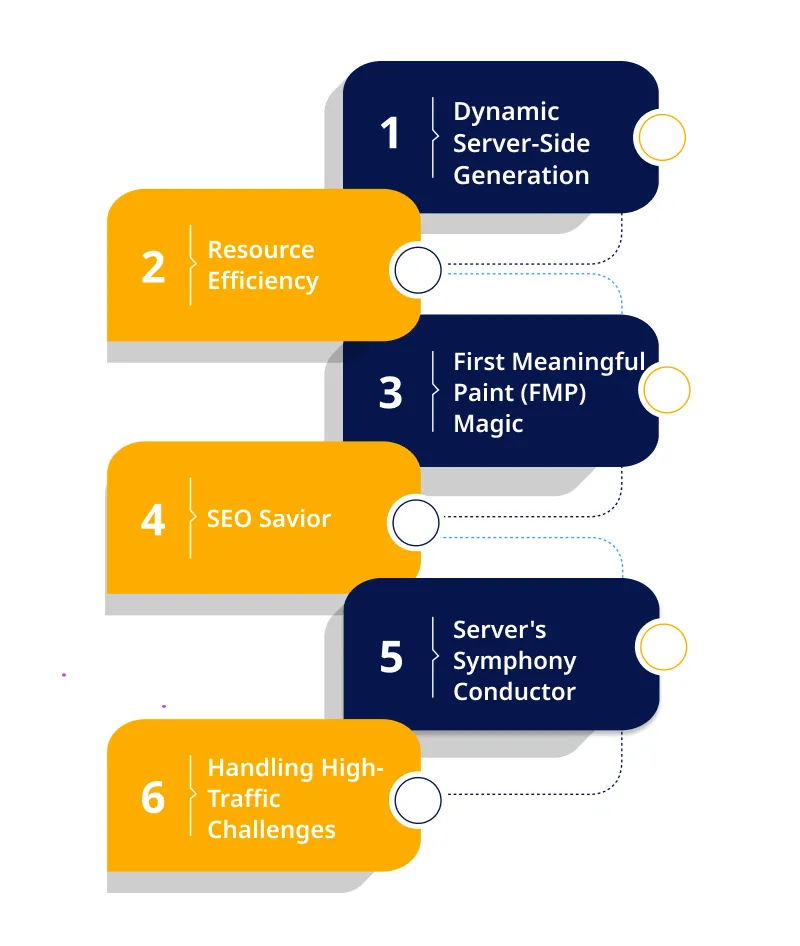 1
Dynamic
Server-Side
Generation
2
Resource
Efficiency
3
First Meaningful
Paint (FMP)
Magic
4
SEO Savior
5
Server's
Symphony
Conductor
6
Handling High-
Traffic
Challenges